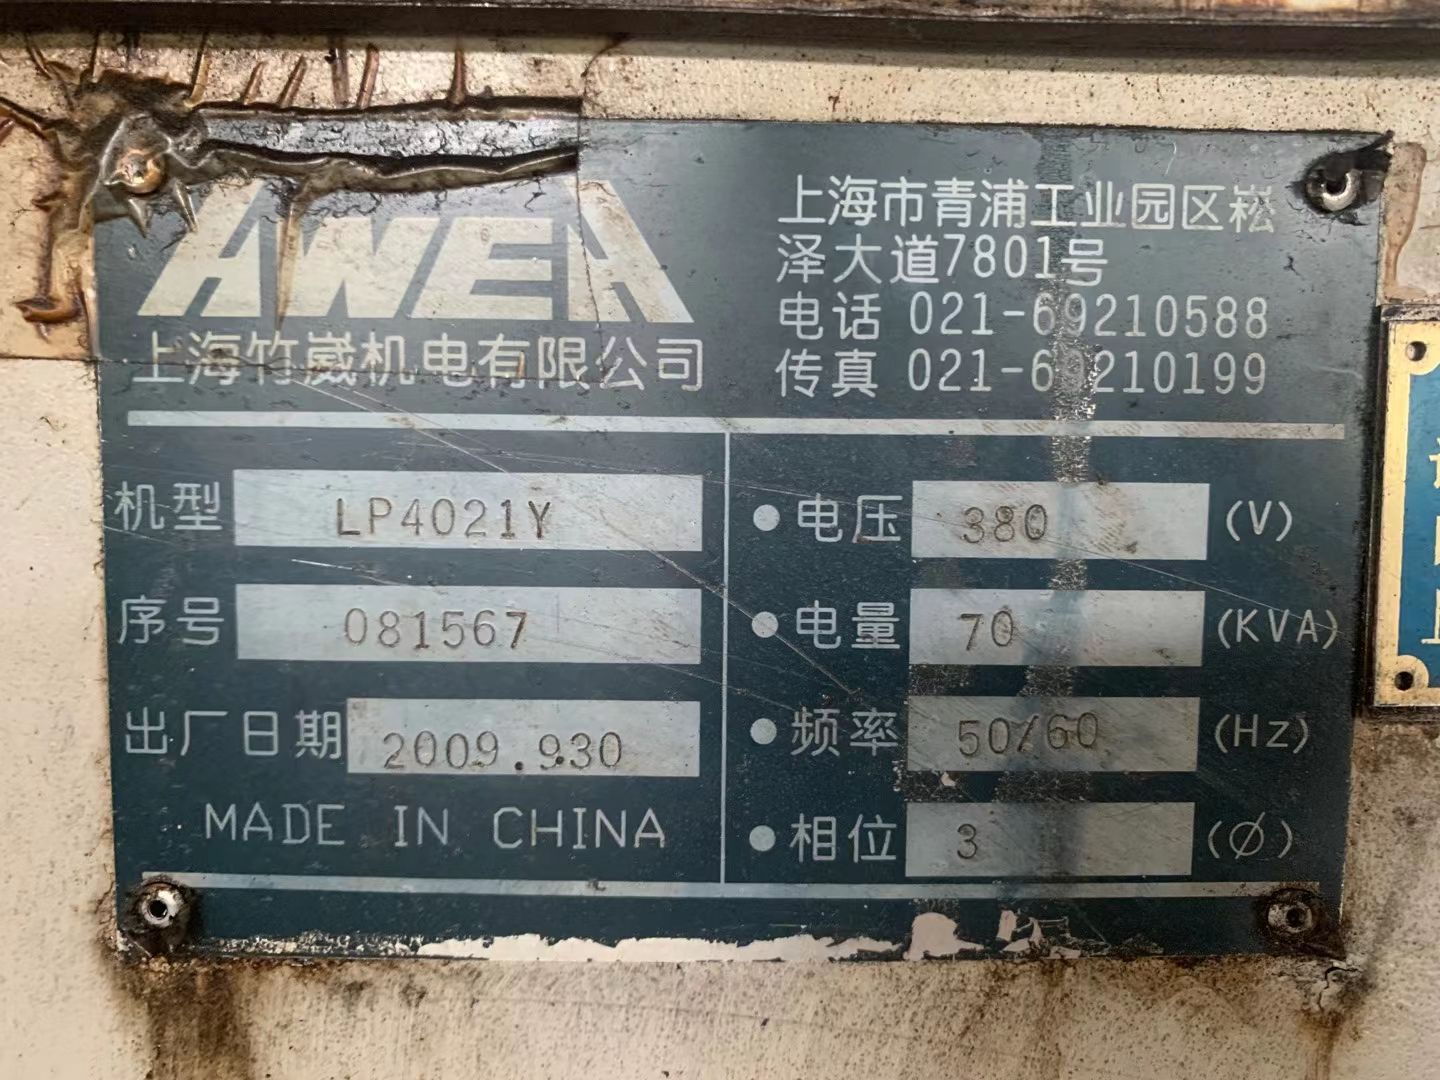 AWEA
上海竹崴机电有限公司
上海市青浦工业园区崧
泽大道7801号
电话 021-69210588
传真 021-69210199
机型 LP4021Y
序号 081567
出厂日期 2009.930
MADE IN CHINA
电压 380 (V)
电量 70 (KVA)
频率 50/60 (Hz)
相位 3 (Ø)